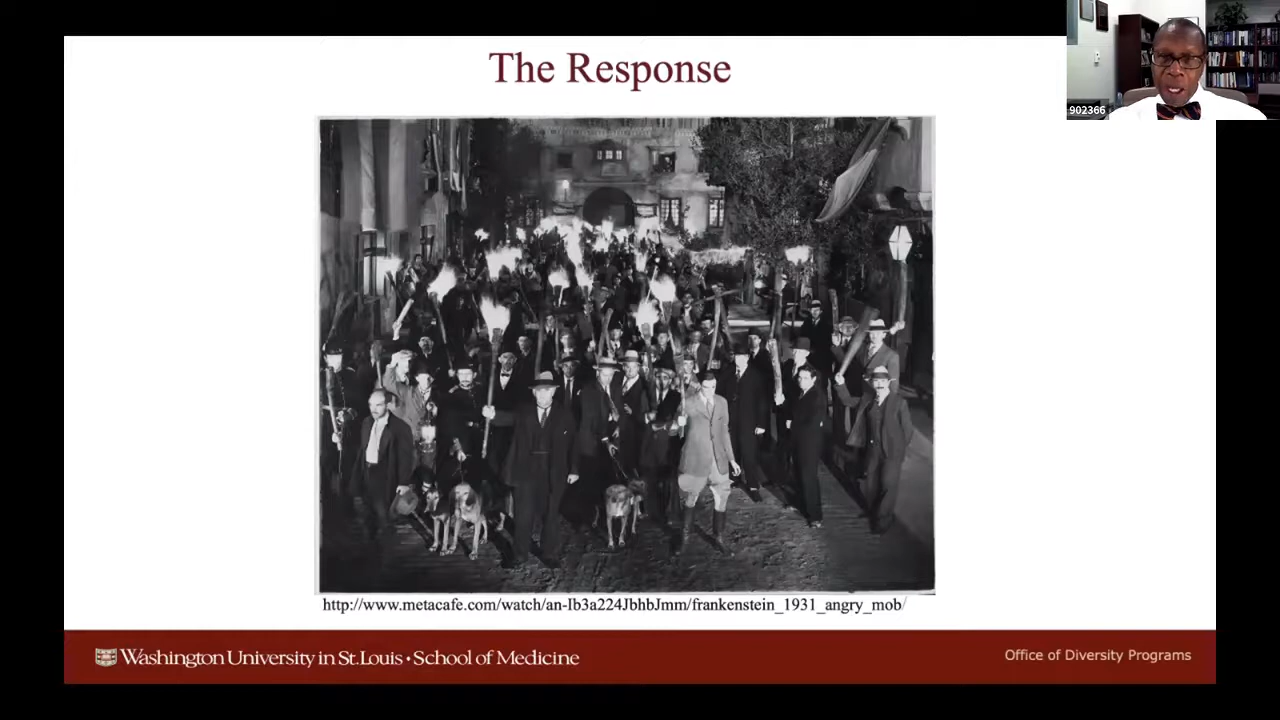 The Response
902366
http://www.metacafe.com/watch/an-Ib3a224JbhbJmm/frankenstein_1931_angry_mob/
Washington University in St.Louis • School of Medicine
Office of Diversity Programs